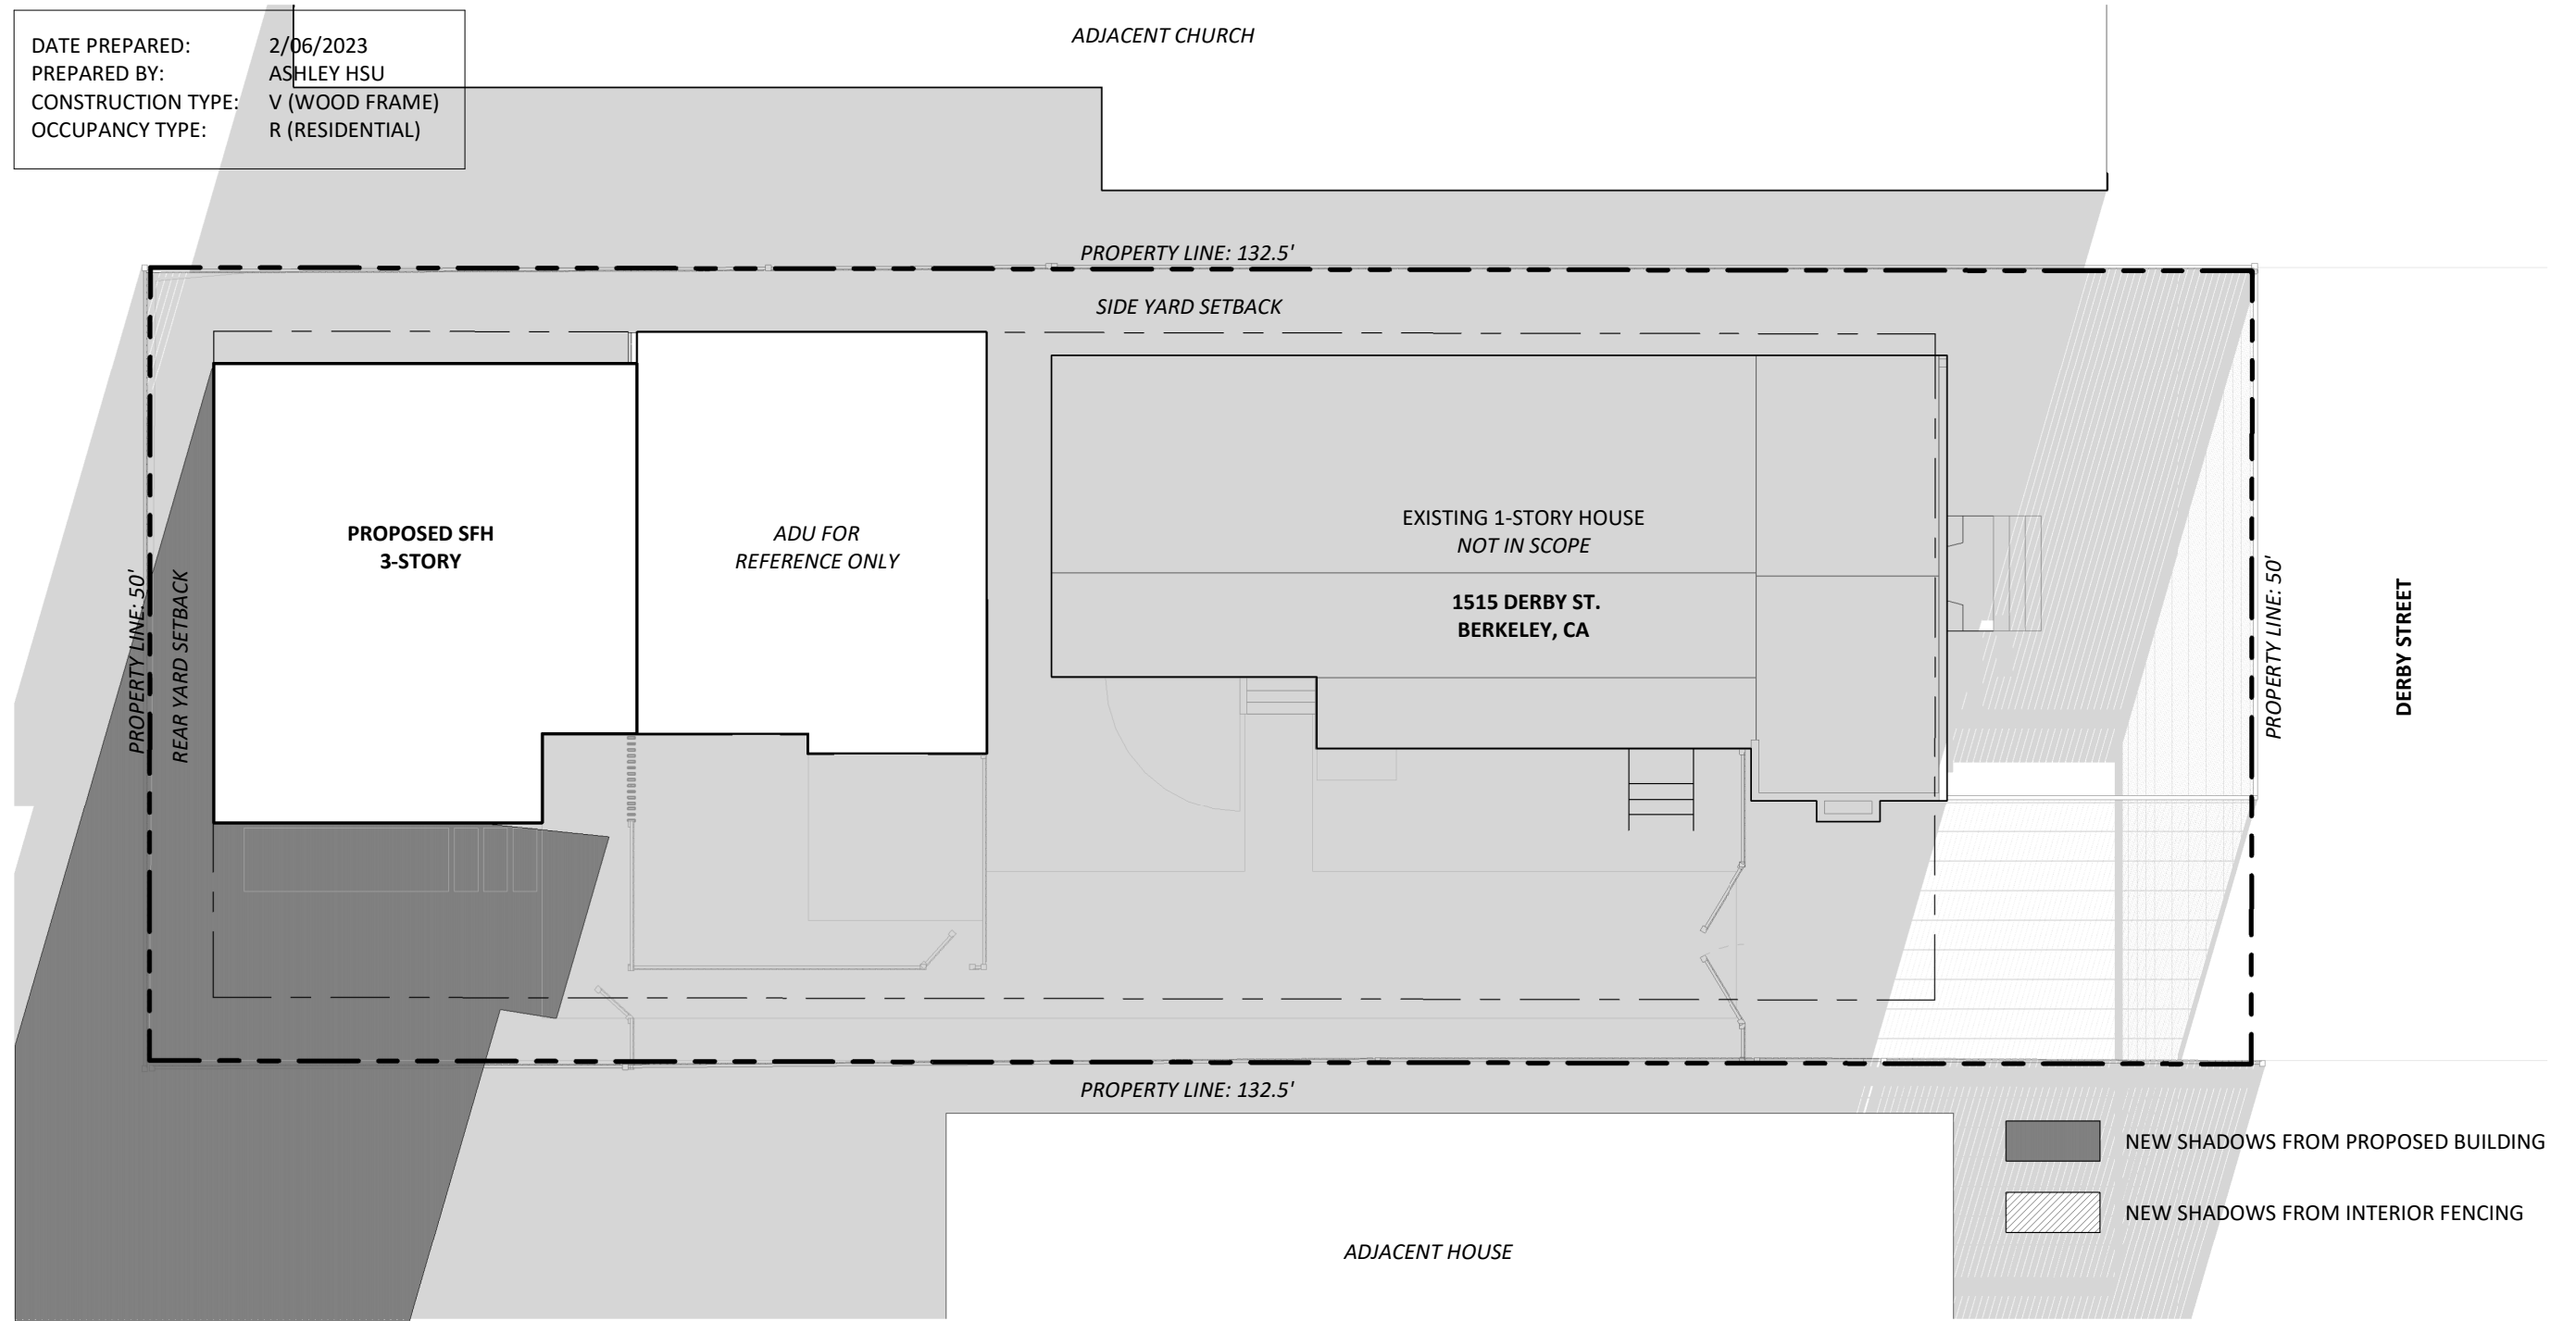 DATE PREPARED: 2/06/2023
PREPARED BY: ASHLEY HSU
CONSTRUCTION TYPE: V (WOOD FRAME)
OCCUPANCY TYPE: R (RESIDENTIAL)
ADJACENT CHURCH
PROPERTY LINE: 132.5'
SIDE YARD SETBACK
PROPOSED SFH
3-STORY
ADU FOR
REFERENCE ONLY
EXISTING 1-STORY HOUSE
NOT IN SCOPE
1515 DERBY ST.
BERKELEY, CA
PROPERTY LINE: 50'
REAR YARD SETBACK
PROPERTY LINE: 50'
DERBY STREET
PROPERTY LINE: 132.5'
NEW SHADOWS FROM PROPOSED BUILDING
NEW SHADOWS FROM INTERIOR FENCING
ADJACENT HOUSE